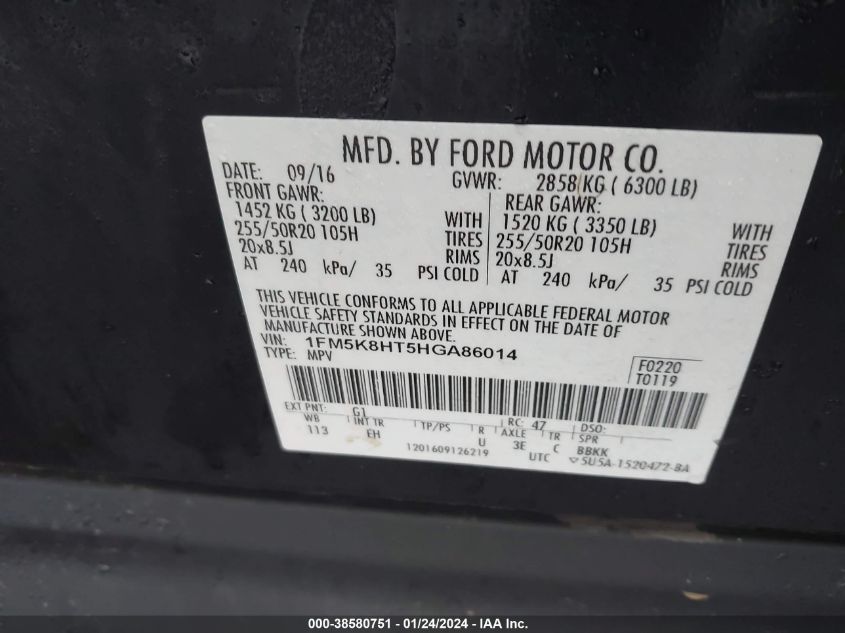 MFD. BY FORD MOTOR CO.
DATE: 09/16 GVWR: 2858 KG ( 6300 LB)
FRONT GAWR: REAR GAWR:
1452 KG ( 3200 LB) WITH 1520 KG ( 3350 LB) WITH
255/50R20 105H TIRES 255/50R20 105H TIRES
20x8.5J RIMS 20x8.5J RIMS
AT 240 kPa/ 35 PSI COLD AT 240 kPa/ 35 PSI COLD
THIS VEHICLE CONFORMS TO ALL APPLICABLE FEDERAL MOTOR
VEHICLE SAFETY STANDARDS IN EFFECT ON THE DATE OF
MANUFACTURE SHOWN ABOVE.
VIN: 1FM5K8HT5HGA86014
TYPE: MPV
F0220
T0119
EXT PNT: G1 RC: 47 DSO:
WB INT TR TP/PS R AXLE TR SPR
113 EH U 3E C BBKK
1201609126219 UTC 5U5A-1520472-BA
000-38580751 - 01/24/2024 - IAA Inc.